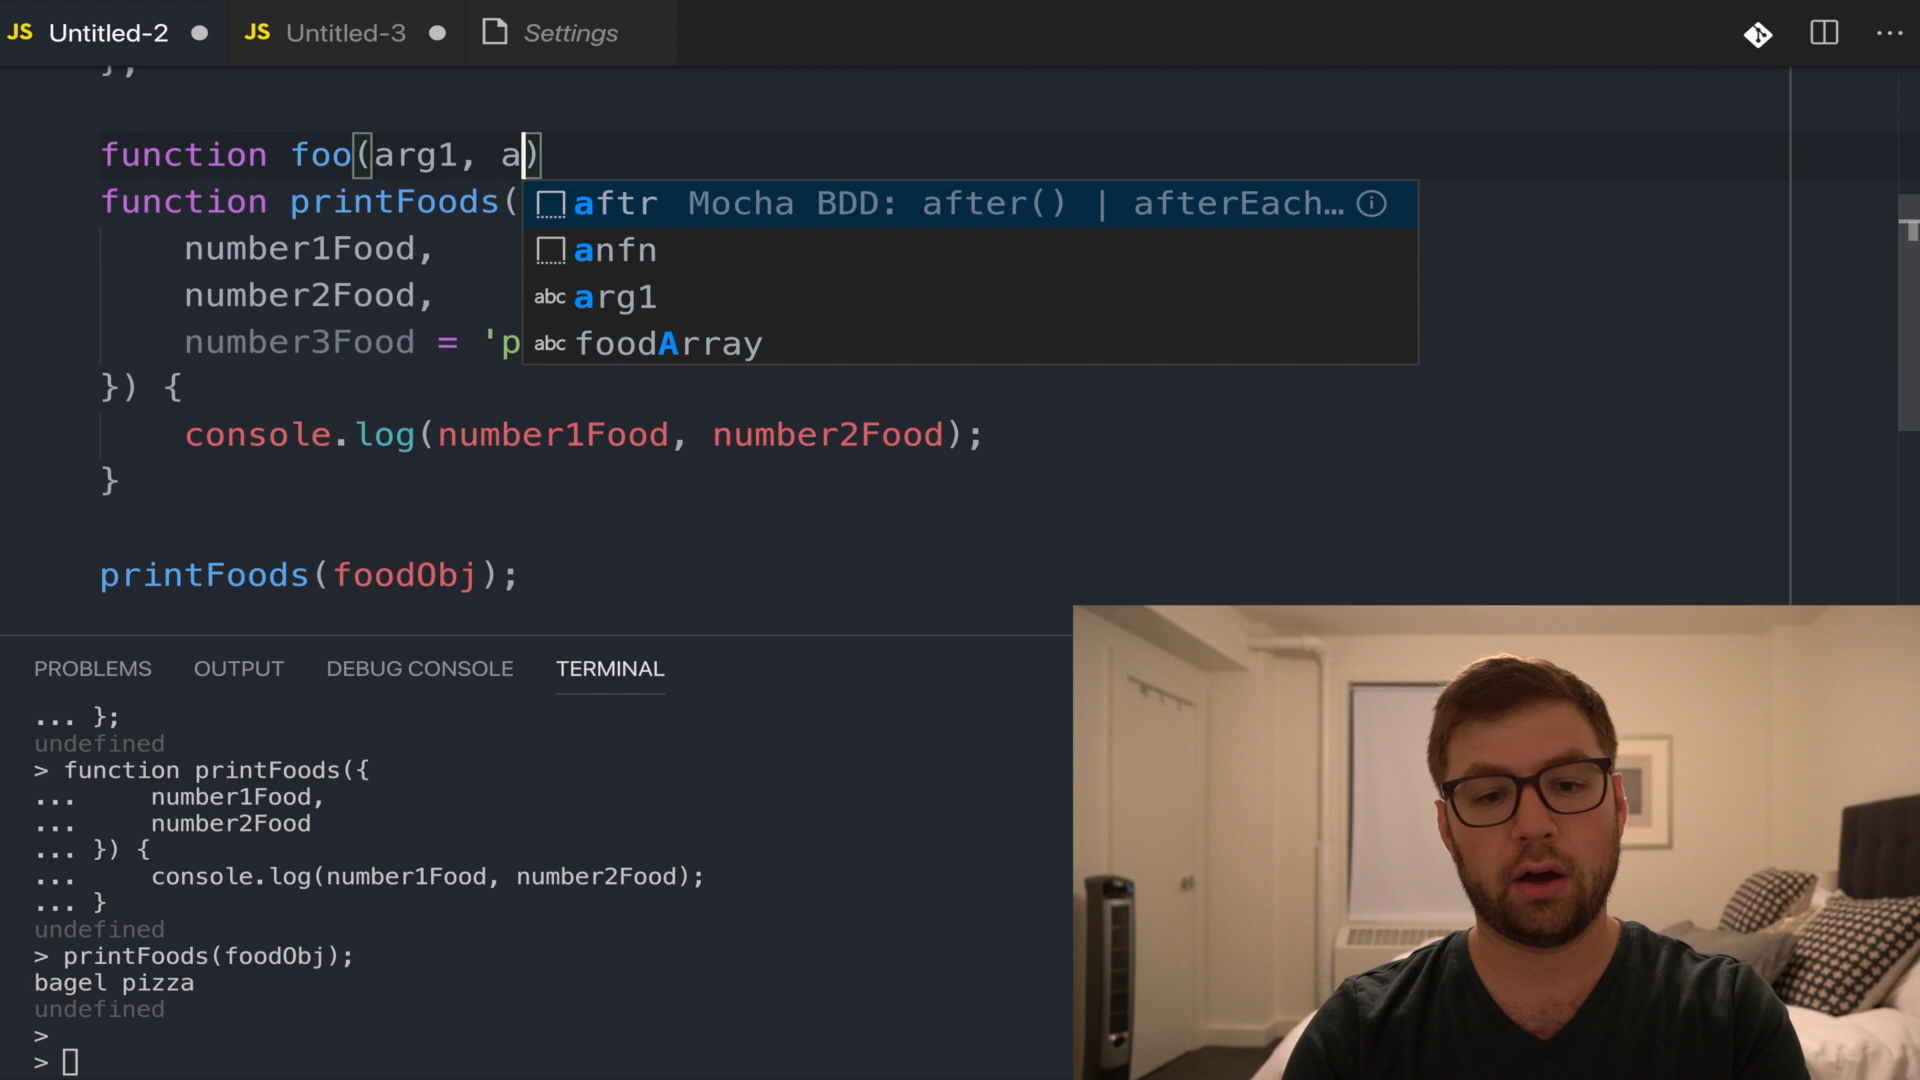 JS Untitled-2 JS Untitled-3 Settings
};
function foo(arg1, a)
function printFoods(
aftr Mocha BDD: after() | afterEach…
number1Food,
anfn
number2Food,
abc arg1
number3Food = 'p
abc foodArray
}) {
console.log(number1Food, number2Food);
}
printFoods(foodObj);
PROBLEMS OUTPUT DEBUG CONSOLE TERMINAL
... };
undefined
> function printFoods({
... number1Food,
... number2Food
... }) {
... console.log(number1Food, number2Food);
... }
undefined
> printFoods(foodObj);
bagel pizza
undefined
>
>